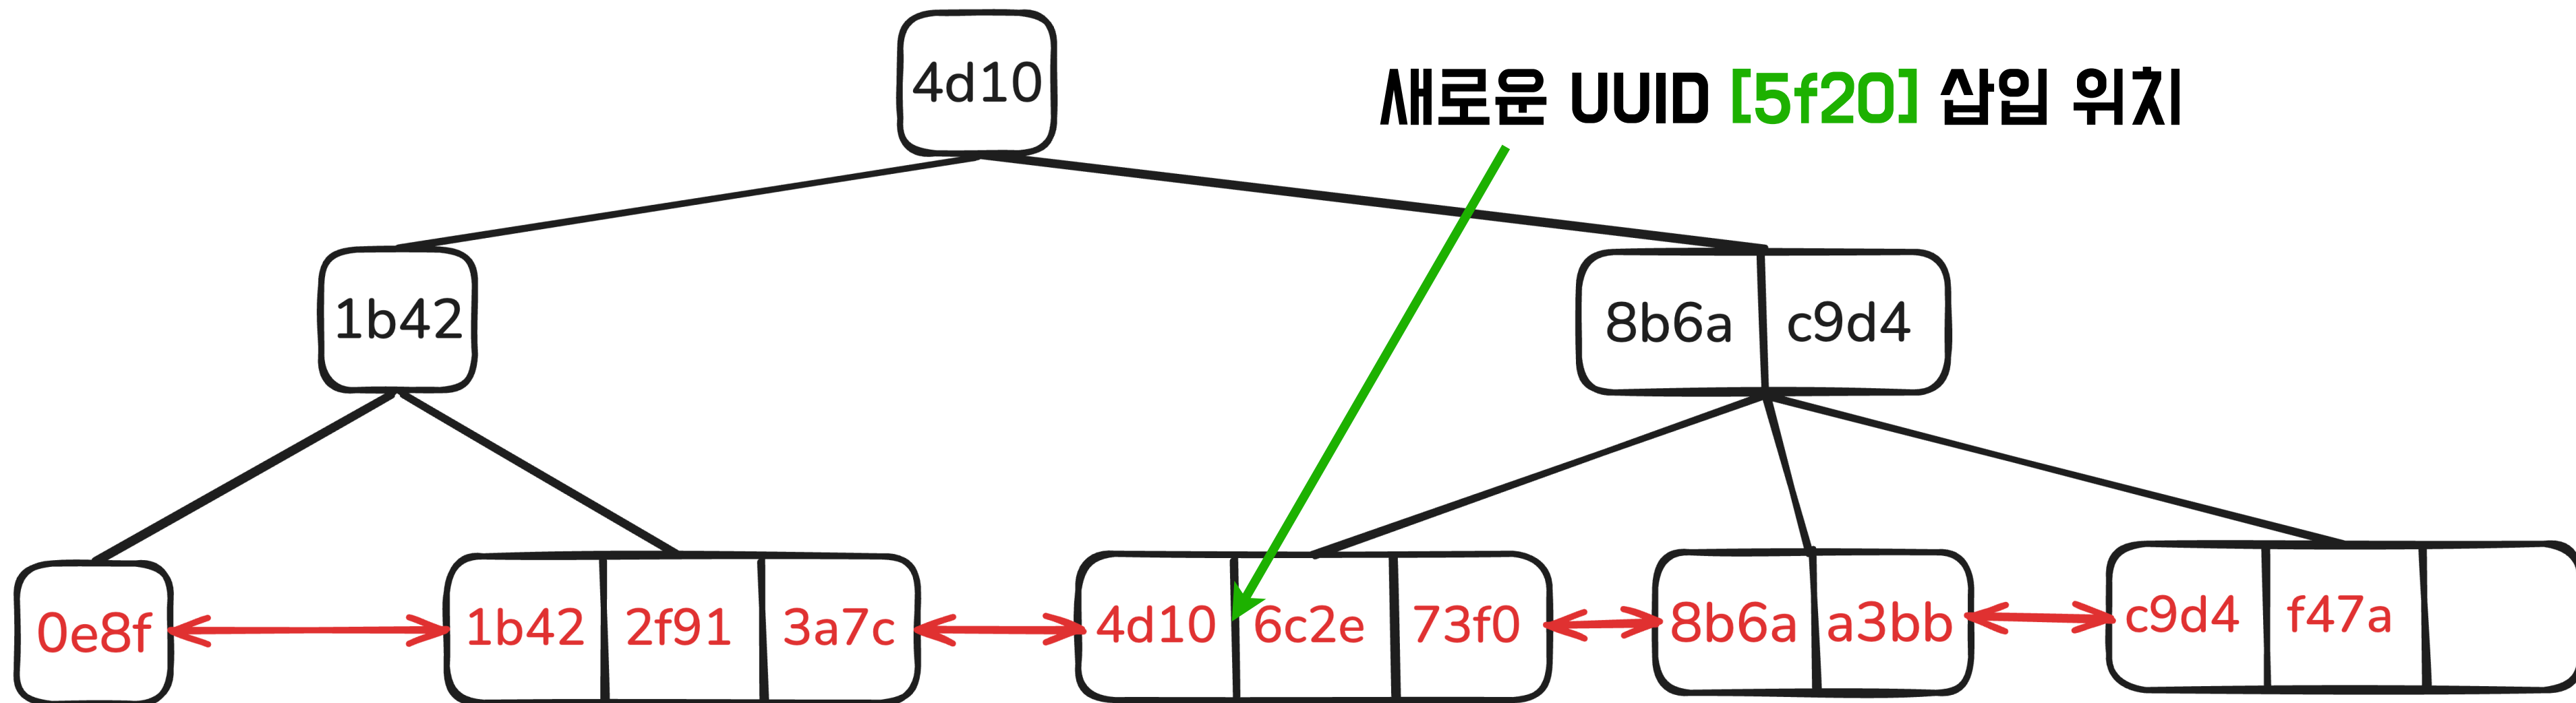 4d10
새로운 UUID [5f20] 삽입 위치
1b42
8b6a c9d4
0e8f 1b42 2f91 3a7c 4d10 6c2e 73f0 8b6a a3bb c9d4 f47a